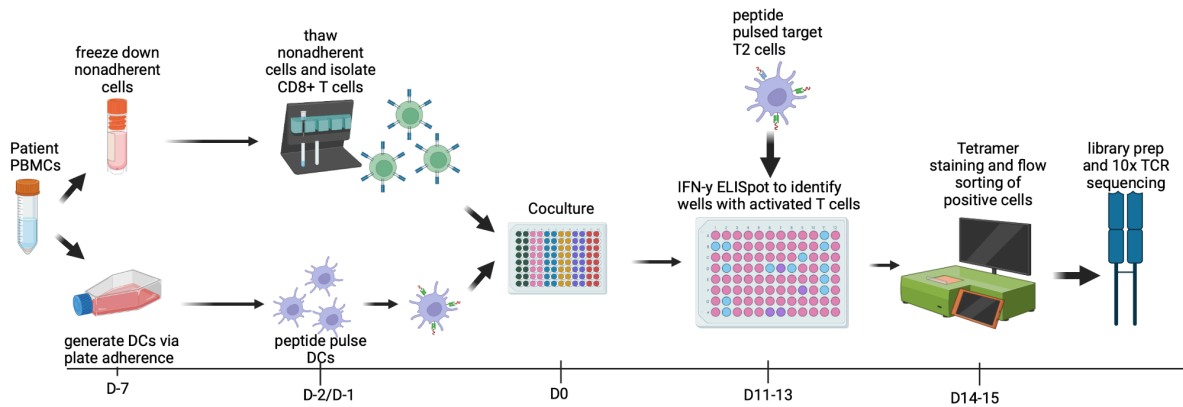 Patient
PBMCs
freeze down
nonadherent
cells
thaw
nonadherent
cells and isolate
CD8+ T cells
generate DCs via
plate adherence
peptide pulse
DCs
Coculture
peptide
pulsed target
T2 cells
IFN-y ELISpot to identify
wells with activated T cells
Tetramer
staining and flow
sorting of
positive cells
library prep
and 10x TCR
sequencing
D-7
D-2/D-1
D0
D11-13
D14-15